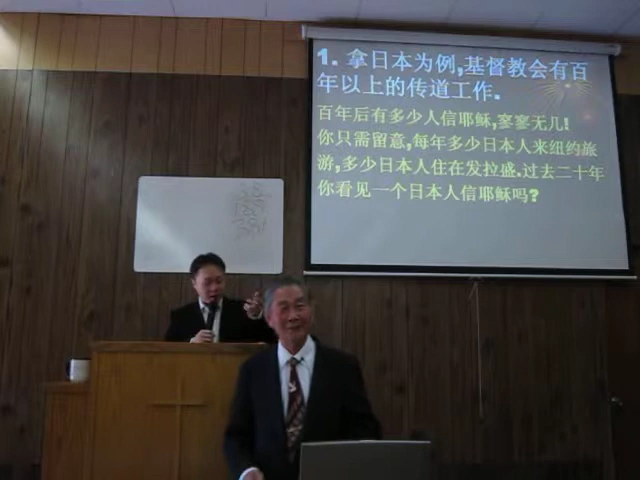 1. 拿日本为例,基督教会有百
年以上的传道工作.
百年后有多少人信耶稣,寥寥无几!
你只需留意,每年多少日本人来纽约旅
游,多少日本人住在发拉盛.过去二十年
你看见一个日本人信耶稣吗?